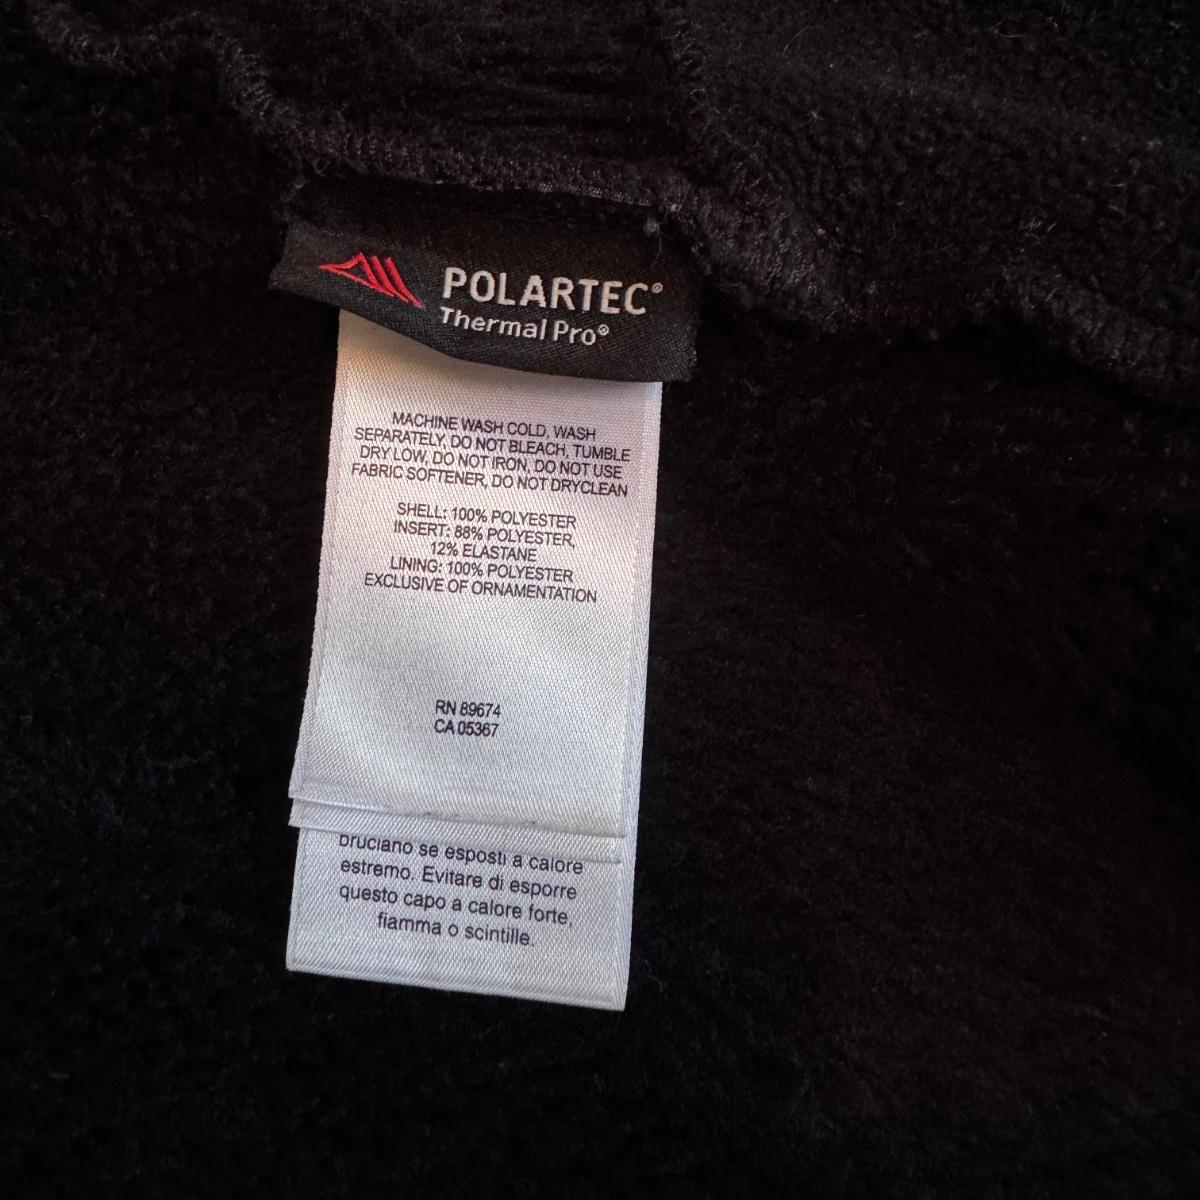 POLARTEC®
Thermal Pro®
MACHINE WASH COLD, WASH
SEPARATELY, DO NOT BLEACH, TUMBLE
DRY LOW, DO NOT IRON, DO NOT USE
FABRIC SOFTENER, DO NOT DRYCLEAN
SHELL: 100% POLYESTER
INSERT: 88% POLYESTER,
12% ELASTANE
LINING: 100% POLYESTER
EXCLUSIVE OF ORNAMENTATION
RN 89674
CA 05367
bruciano se esposti a calore
estremo. Evitare di esporre
questo capo a calore forte,
fiamma o scintille.